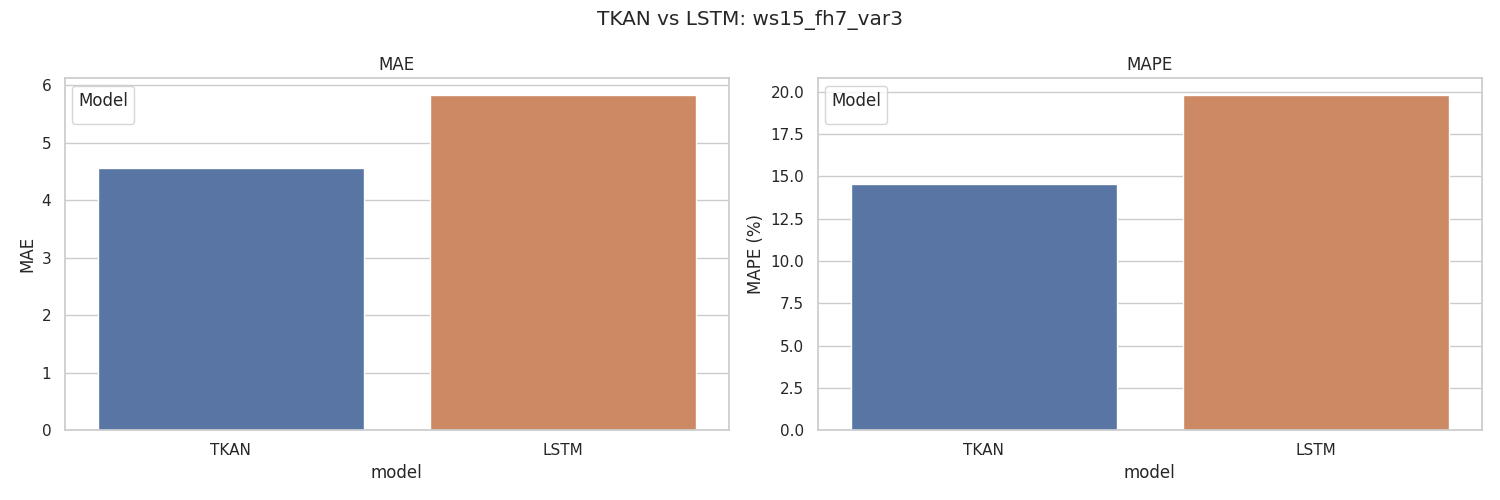 TKAN vs LSTM: ws15_fh7_var3
MAE
Model
6
5
4
3
2
1
0
MAE
TKAN
LSTM
model
MAPE
Model
20.0
17.5
15.0
12.5
10.0
7.5
5.0
2.5
0.0
MAPE (%)
TKAN
LSTM
model